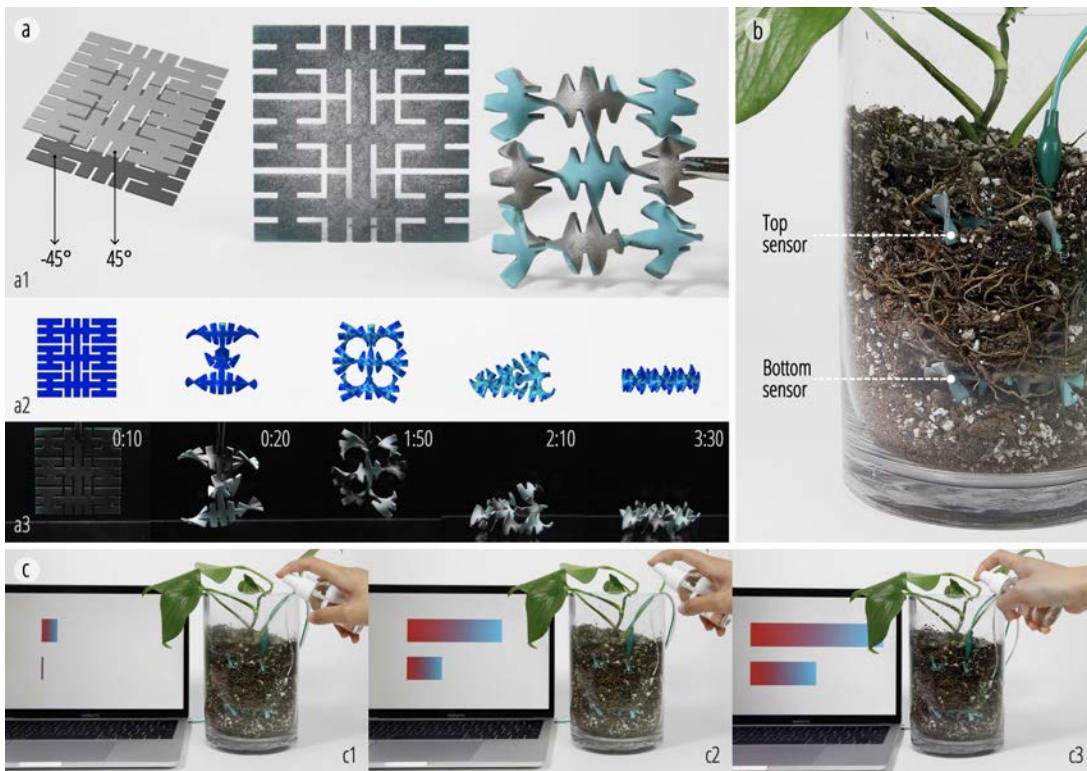 a
-45°
45°
a1
a2
a3
0:10
0:20
1:50
2:10
3:30
b
Top
sensor
Bottom
sensor
c
c1
c2
c3